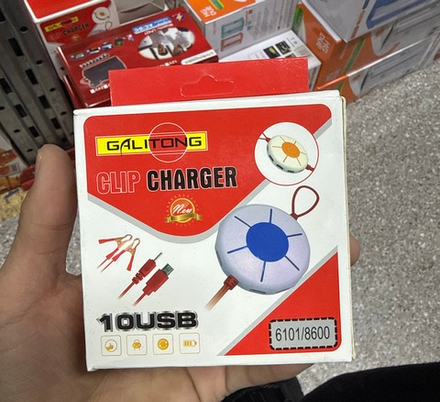 GALITONG
CLIP CHARGER
New
10USB
6101/8600